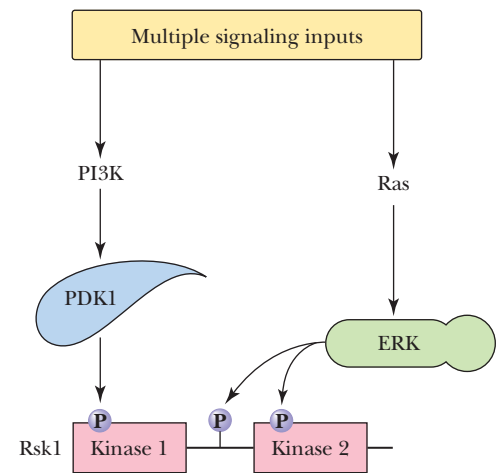 Multiple signaling inputs
PI3K
Ras
PDK1
ERK
P P P
Rsk1 Kinase 1 Kinase 2